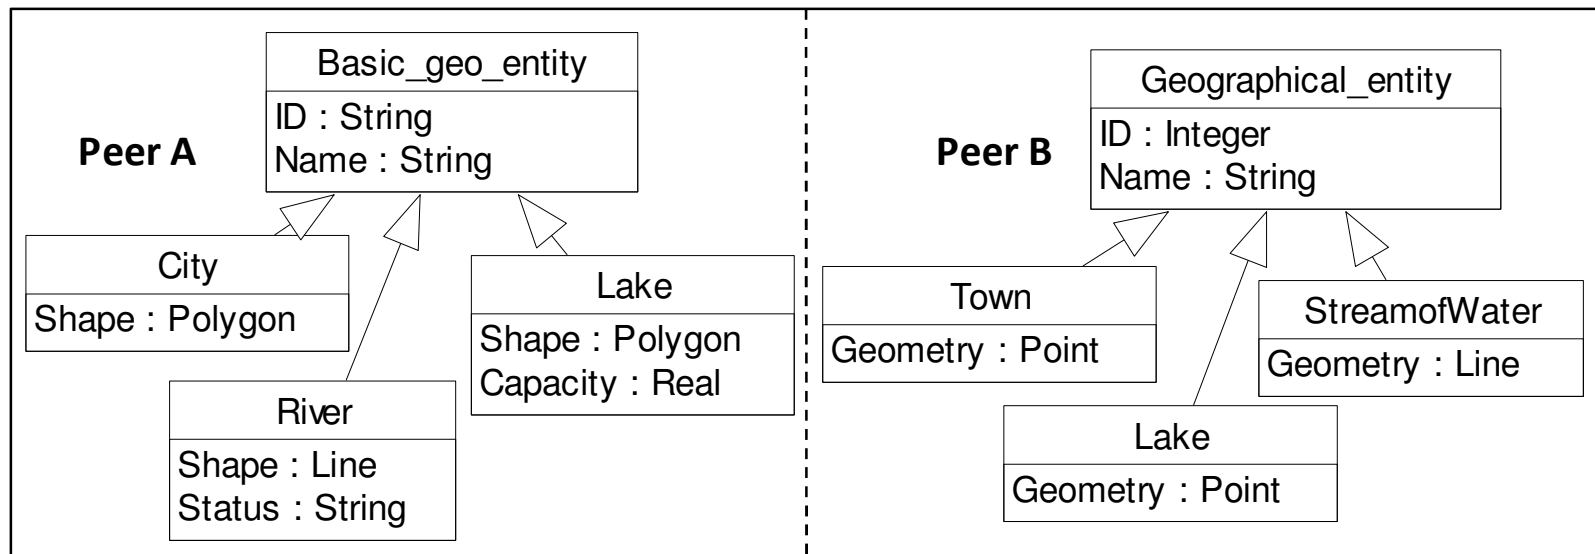 Peer A
Basic_geo_entity
ID : String
Name : String
City
Shape : Polygon
River
Shape : Line
Status : String
Lake
Shape : Polygon
Capacity : Real
Peer B
Geographical_entity
ID : Integer
Name : String
Town
Geometry : Point
Lake
Geometry : Point
StreamofWater
Geometry : Line